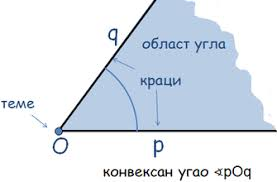 q
област угла
краци
теме
O
p
конвексан угао ∢pOq